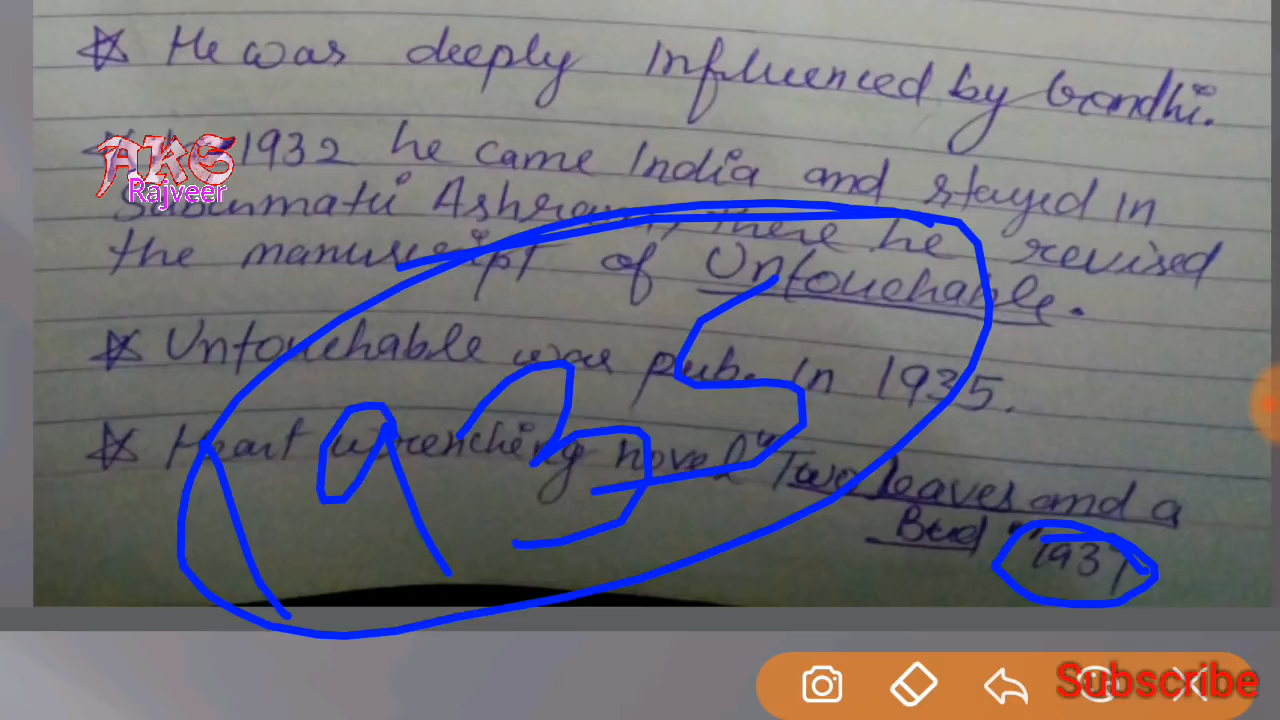 ☆ He was deeply influenced by Gandhi.
1932 he came India and stayed in
Sabarmati Ashram, there he revised
the manuscript of Untouchable.
☆ Untouchable was pub. in 1935.
☆ Heart wrenching novel "Two leaves and a
Bud" 1937
1935
AKG
Rajveer
Subscribe